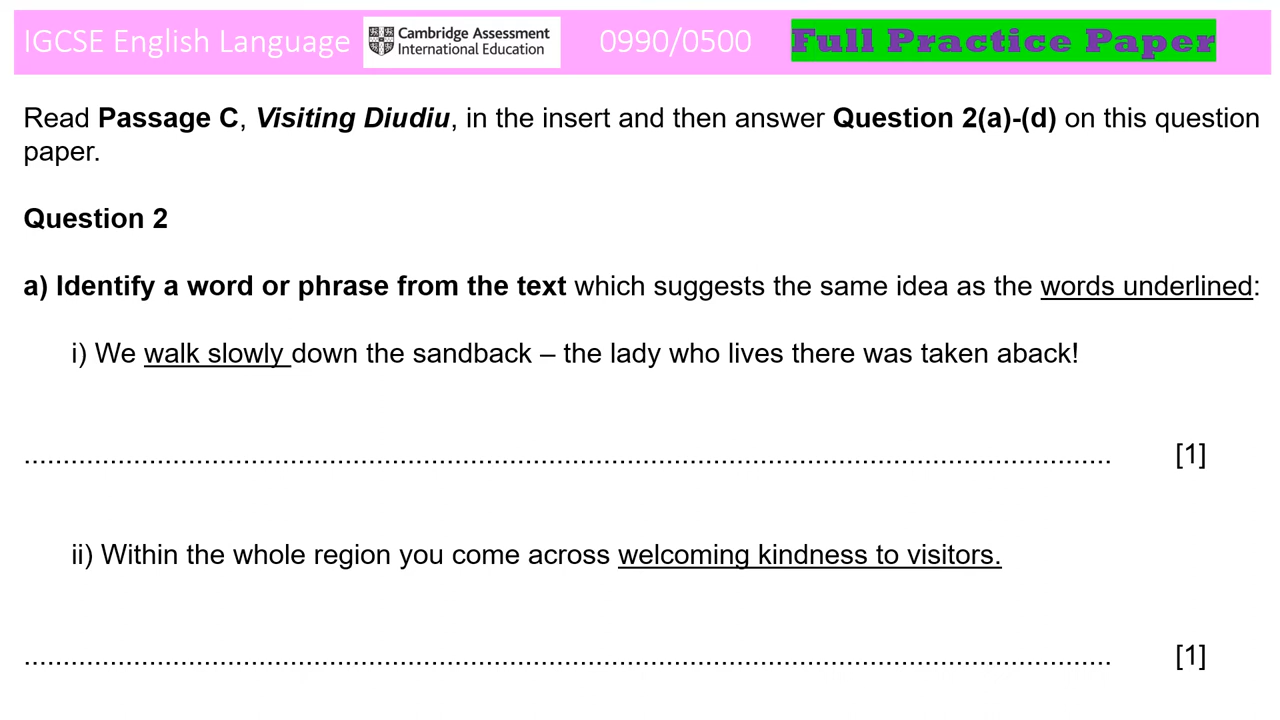 IGCSE English Language Cambridge Assessment International Education 0990/0500 Full Practice Paper
Read Passage C, Visiting Diudiu, in the insert and then answer Question 2(a)-(d) on this question
paper.
Question 2
a) Identify a word or phrase from the text which suggests the same idea as the words underlined:
i) We walk slowly down the sandback – the lady who lives there was taken aback!
.......................................................................................................................................... [1]
ii) Within the whole region you come across welcoming kindness to visitors.
.......................................................................................................................................... [1]